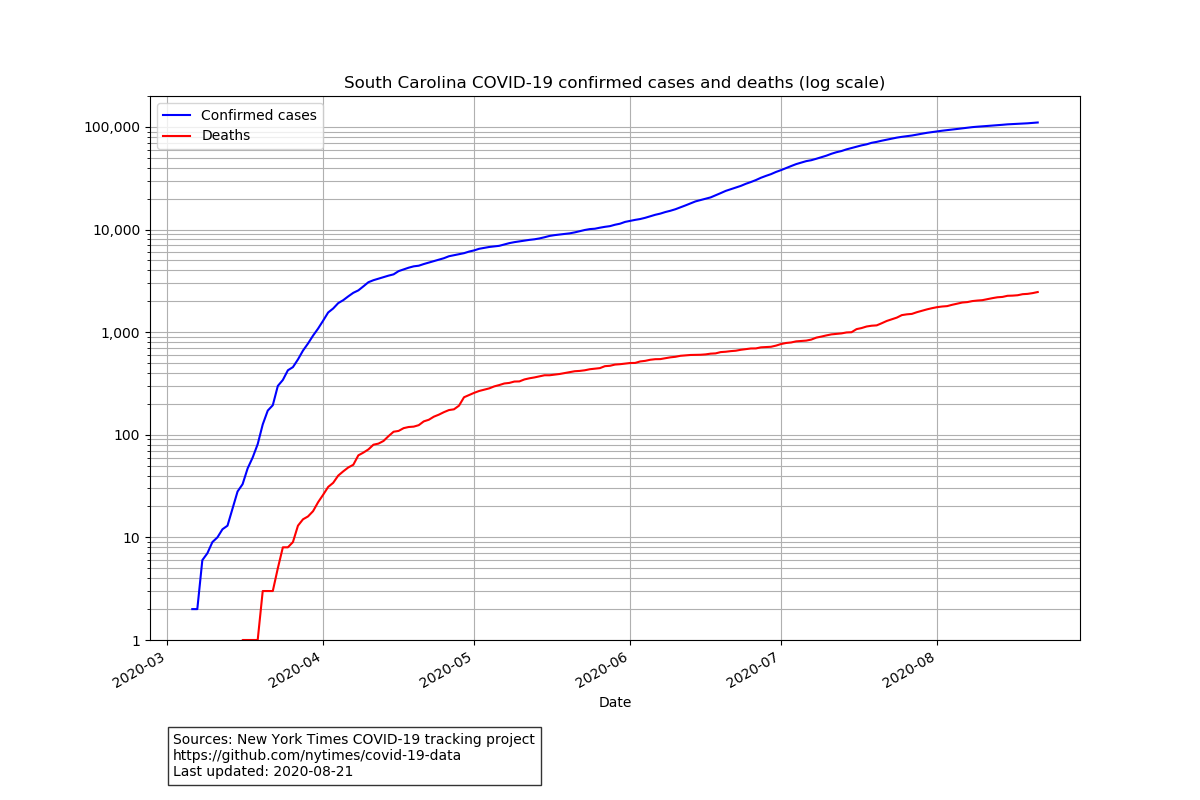 South Carolina COVID-19 confirmed cases and deaths (log scale)
Confirmed cases
Deaths
100,000
10,000
1,000
100
10
1
2020-03
2020-04
2020-05
2020-06
2020-07
2020-08
Date
Sources: New York Times COVID-19 tracking project
https://github.com/nytimes/covid-19-data
Last updated: 2020-08-21